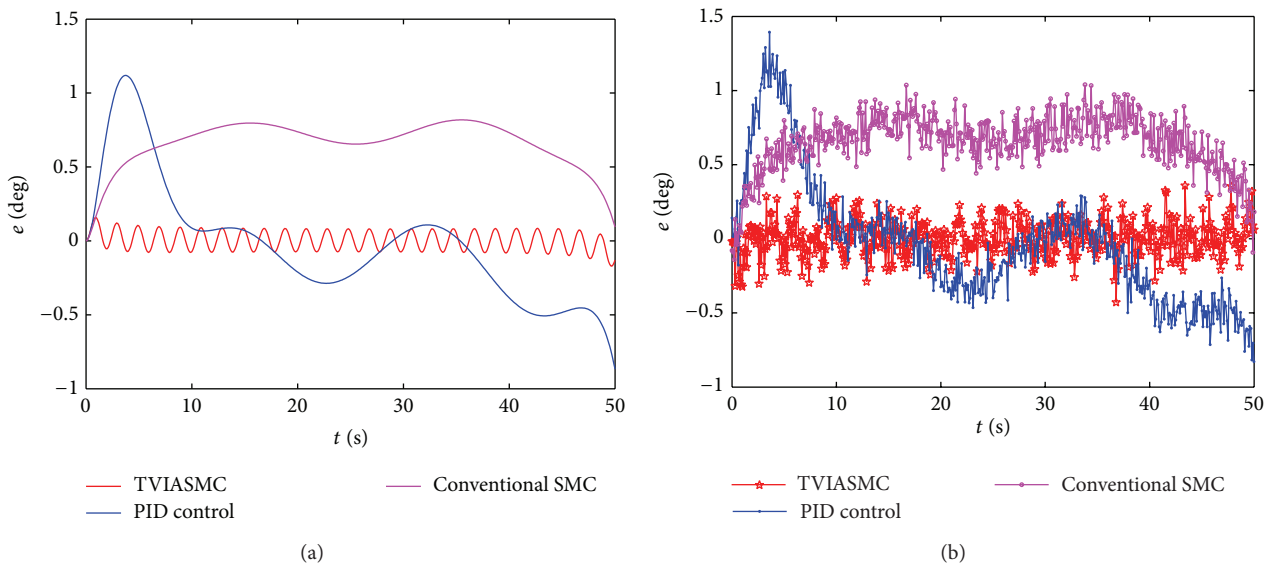 1.5
1
0.5
0
−0.5
−1
e (deg)
0 10 20 30 40 50
t (s)
TVIASMC
PID control
Conventional SMC
(a)
1.5
1
0.5
0
−0.5
−1
e (deg)
0 10 20 30 40 50
t (s)
TVIASMC
PID control
Conventional SMC
(b)